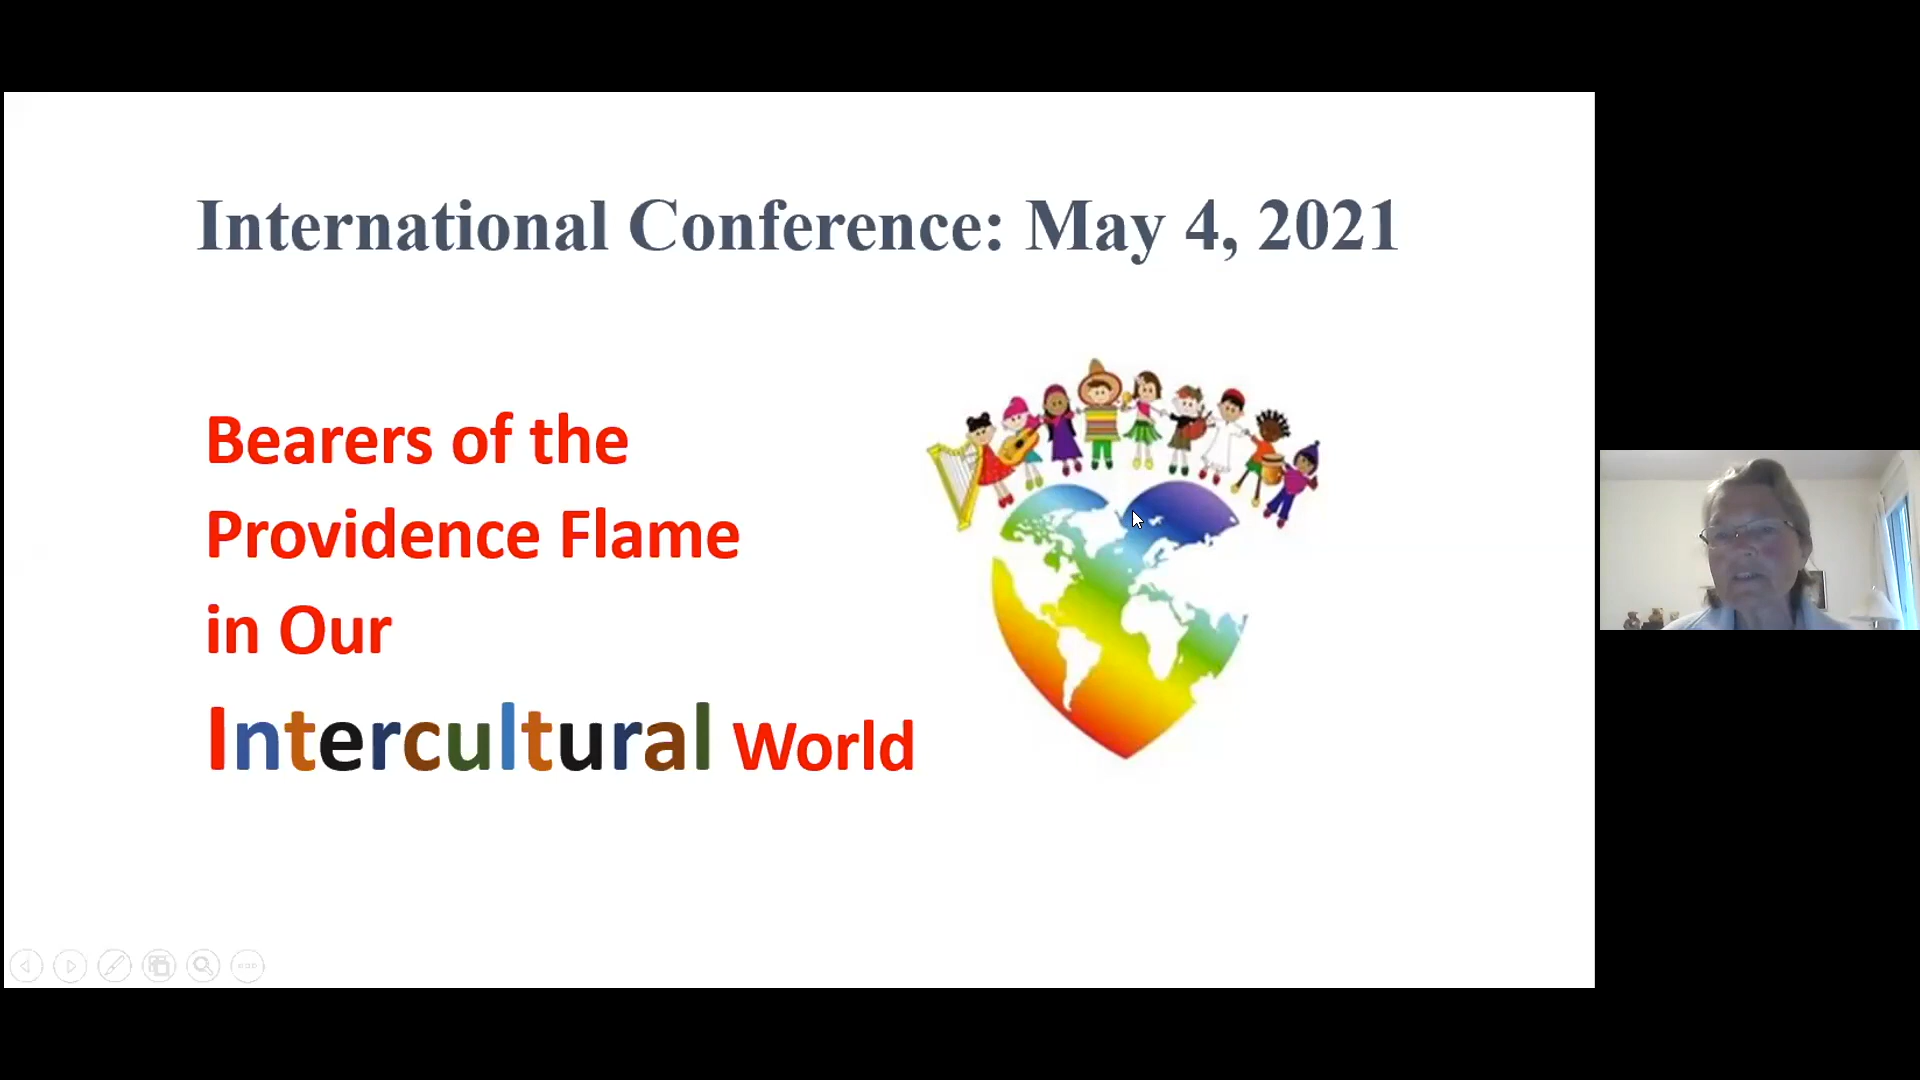 International Conference: May 4, 2021
Bearers of the
Providence Flame
in Our
Intercultural World